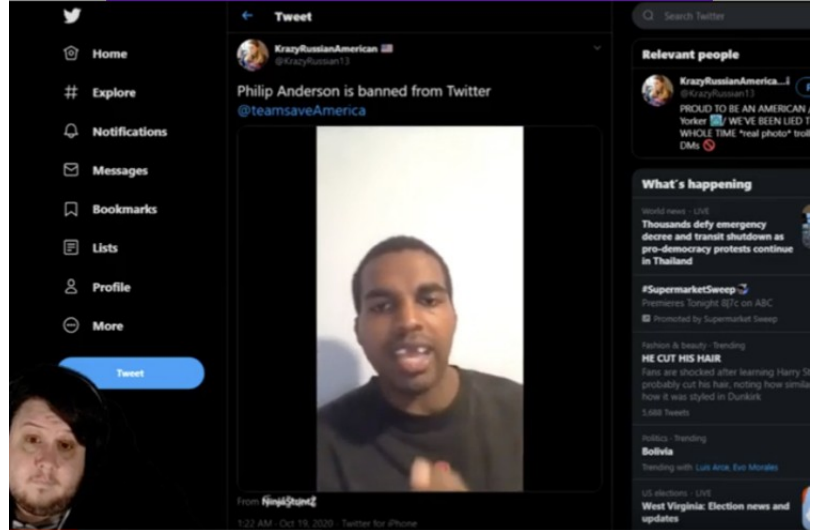 Tweet
Search Twitter
Home
KrazyRussianAmerican
@KrazyRussian13
Relevant people
Explore
Philip Anderson is banned from Twitter
@teamsaveAmerica
KrazyRussianAmerica...
@KrazyRussian13
PROUD TO BE AN AMERICAN /
Yorker / WE'VE BEEN LIED T
WHOLE TIME *real photo* troll
DMs
Notifications
Messages
Bookmarks
Lists
Profile
More
Tweet
What's happening
World news · LIVE
Thousands defy emergency
decree and transit shutdown as
pro-democracy protests continue
in Thailand
#SupermarketSweep
Premieres Tonight 8|7c on ABC
Promoted by Supermarket Sweep
Fashion & beauty · Trending
HE CUT HIS HAIR
Fans are shocked after learning Harry St
probably cut his hair, noting how simila
how it was styled in Dunkirk
5,688 Tweets
Politics · Trending
Bolivia
Trending with Luis Arce, Evo Morales
US elections · LIVE
West Virginia: Election news and
updates
From
1:22 AM · Oct 19, 2020 · Twitter for iPhone